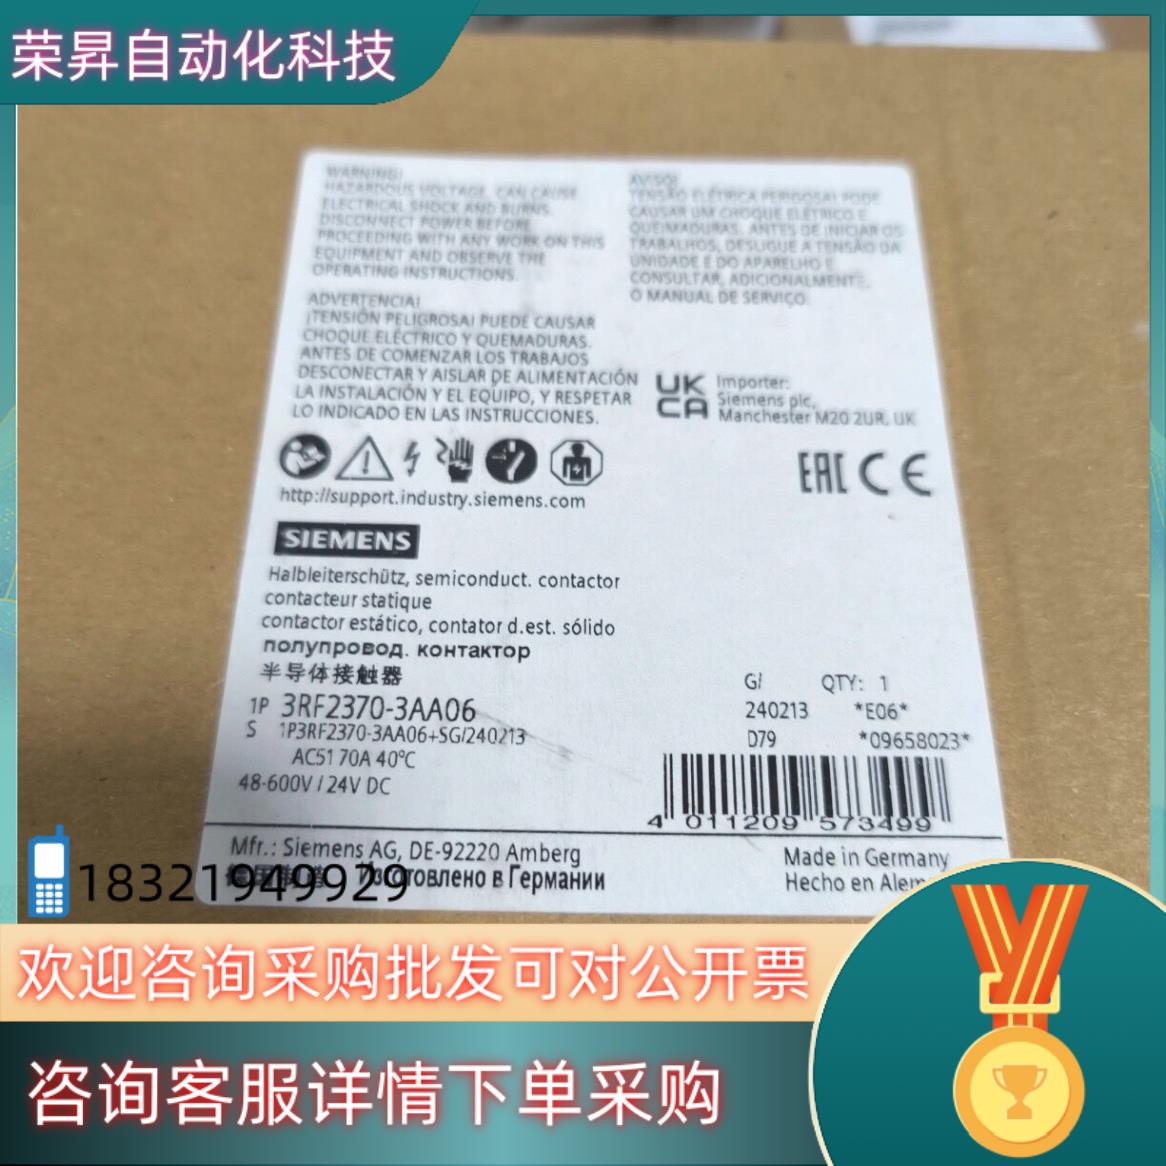 荣昇自动化科技
WARNING!
HAZARDOUS VOLTAGE. CAN CAUSE
ELECTRICAL SHOCK AND BURNS.
DISCONNECT POWER BEFORE
PROCEEDING WITH ANY WORK ON THIS
EQUIPMENT AND OBSERVE THE
OPERATING INSTRUCTIONS.
ADVERTENCIA!
¡TENSIÓN PELIGROSA! PUEDE CAUSAR
CHOQUE ELÉCTRICO Y QUEMADURAS.
ANTES DE COMENZAR LOS TRABAJOS
DESCONECTAR Y AISLAR DE ALIMENTACIÓN
LA INSTALACIÓN Y EL EQUIPO, Y RESPETAR
LO INDICADO EN LAS INSTRUCCIONES.
AVISO!
TENSÃO ELÉTRICA PERIGOSA! PODE
CAUSAR UM CHOQUE ELÉTRICO E
QUEIMADURAS. ANTES DE INICIAR OS
TRABALHOS, DESLIGUE A TENSÃO DA
UNIDADE E DO APARELHO E
CONSULTAR, ADICIONALMENTE,
O MANUAL DE SERVIÇO.
UK
CA
Importer:
Siemens plc,
Manchester M20 2UR, UK
EAC CE
http://support.industry.siemens.com
SIEMENS
Halbleiterschütz, semiconduct. contactor
contacteur statique
contactor estático, contator d.est. sólido
полупровод. контактор
半导体接触器
1P 3RF2370-3AA06
S 1P3RF2370-3AA06+SG/240213
AC51 70A 40°C
48-600V / 24V DC
G/ QTY: 1
240213 *E06*
D79 *09658023*
4 011209 573499
Mfr.: Siemens AG, DE-92220 Amberg
Изготовлено в Германии
Made in Germany
Hecho en
18321949929
欢迎咨询采购批发可对公开票
咨询客服详情下单采购